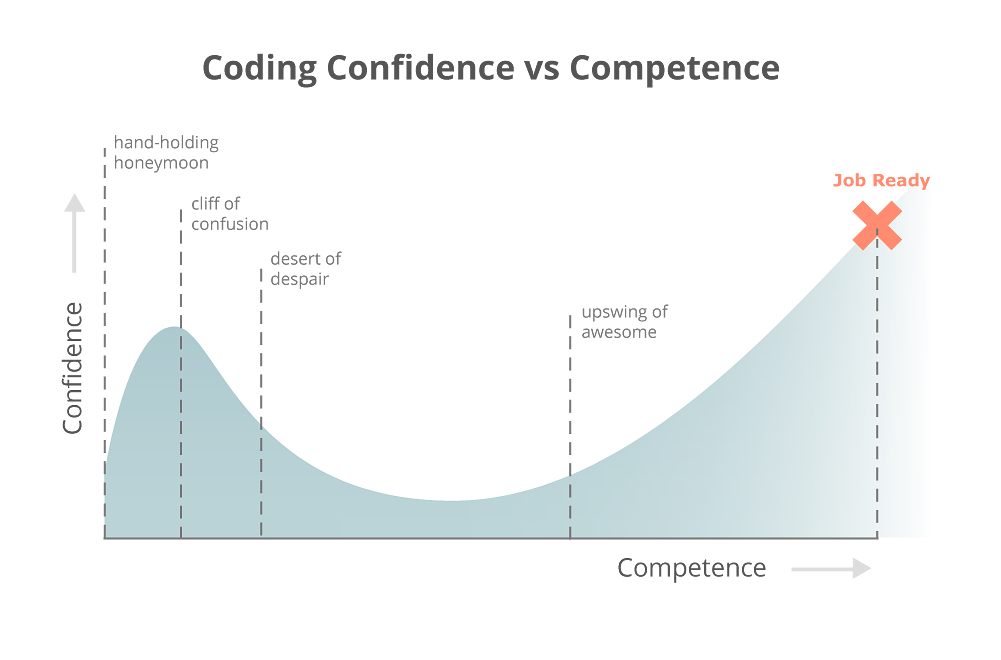 Coding Confidence vs Competence
hand-holding
honeymoon
cliff of
confusion
desert of
despair
upswing of
awesome
Job Ready
Confidence
Competence